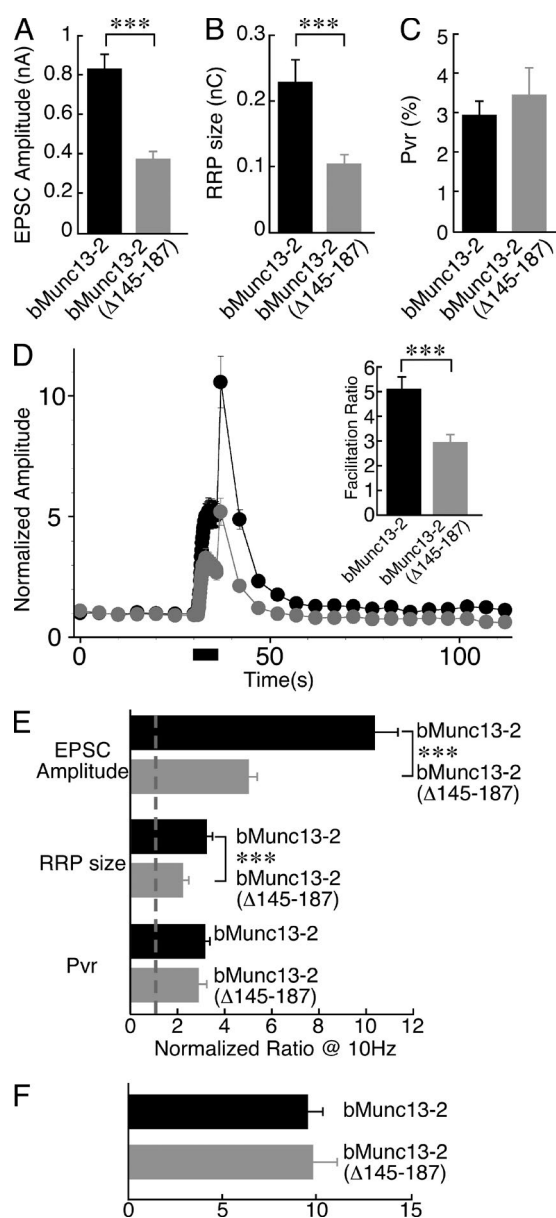 A
EPSC Amplitude (nA)
1
0.8
0.6
0.4
0.2
0
***
bMunc13-2
bMunc13-2
(Δ145-187)
B
RRP size (nC)
0.3
0.2
0.1
0
***
bMunc13-2
bMunc13-2
(Δ145-187)
C
Pvr (%)
5
4
3
2
1
0
bMunc13-2
bMunc13-2
(Δ145-187)
D
Normalized Amplitude
10
5
0
0
50
100
Time(s)
Facilitation Ratio
6
5
4
3
2
1
0
***
bMunc13-2
bMunc13-2
(Δ145-187)
E
EPSC
Amplitude
bMunc13-2
***
bMunc13-2
(Δ145-187)
RRP size
bMunc13-2
***
bMunc13-2
(Δ145-187)
Pvr
bMunc13-2
bMunc13-2
(Δ145-187)
0 2 4 6 8 10 12
Normalized Ratio @ 10Hz
F
bMunc13-2
bMunc13-2
(Δ145-187)
0 5 10 15